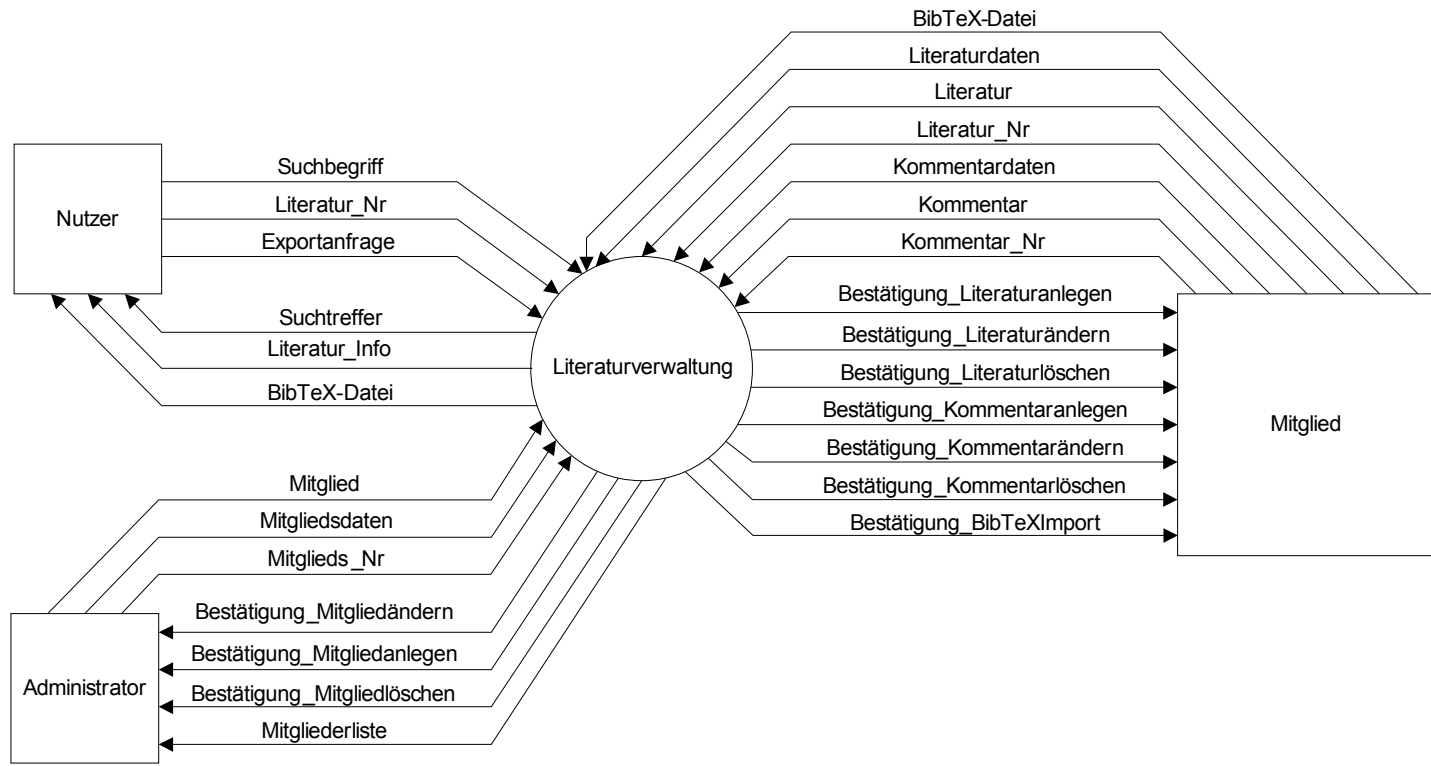 BibTeX-Datei
Literaturdaten
Literatur
Literatur_Nr
Kommentardaten
Kommentar
Kommentar_Nr
Nutzer
Suchbegriff
Literatur_Nr
Exportanfrage
Suchtreffer
Literatur_Info
BibTeX-Datei
Literaturverwaltung
Bestätigung_Literaturanlegen
Bestätigung_Literaturändern
Bestätigung_Literaturlöschen
Bestätigung_Kommentaranlegen
Bestätigung_Kommentarändern
Bestätigung_Kommentarlöschen
Bestätigung_BibTeXImport
Mitglied
Mitglied
Mitgliedsdaten
Mitglieds_Nr
Bestätigung_Mitgliedändern
Bestätigung_Mitgliedanlegen
Bestätigung_Mitgliedlöschen
Mitgliederliste
Administrator